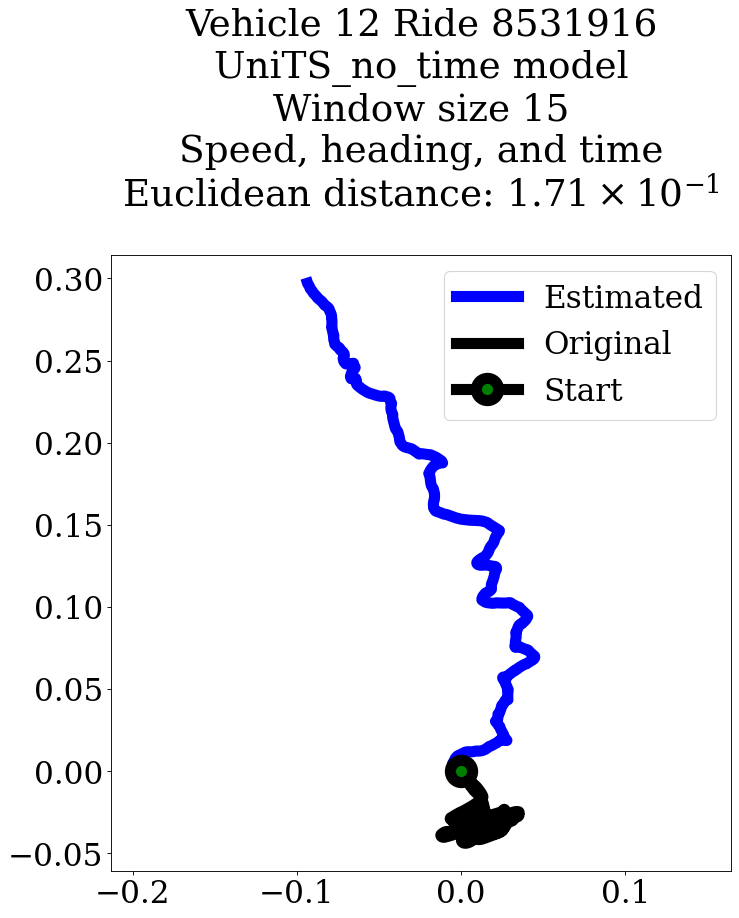 Vehicle 12 Ride 8531916
UniTS_no_time model
Window size 15
Speed, heading, and time
Euclidean distance: 1.71 × 10⁻¹
Estimated
Original
Start
0.30
0.25
0.20
0.15
0.10
0.05
0.00
−0.05
−0.2
−0.1
0.0
0.1